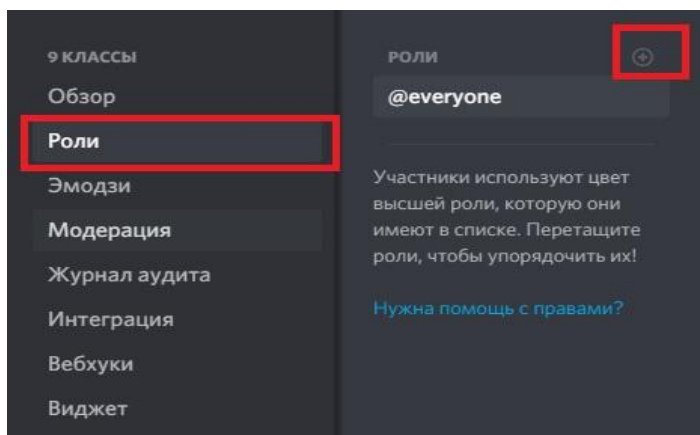 9 КЛАССЫ
Обзор
Роли
Эмодзи
Модерация
Журнал аудита
Интеграция
Вебхуки
Виджет
РОЛИ
@everyone
Участники используют цвет
высшей роли, которую они
имеют в списке. Перетащите
роли, чтобы упорядочить их!
Нужна помощь с правами?